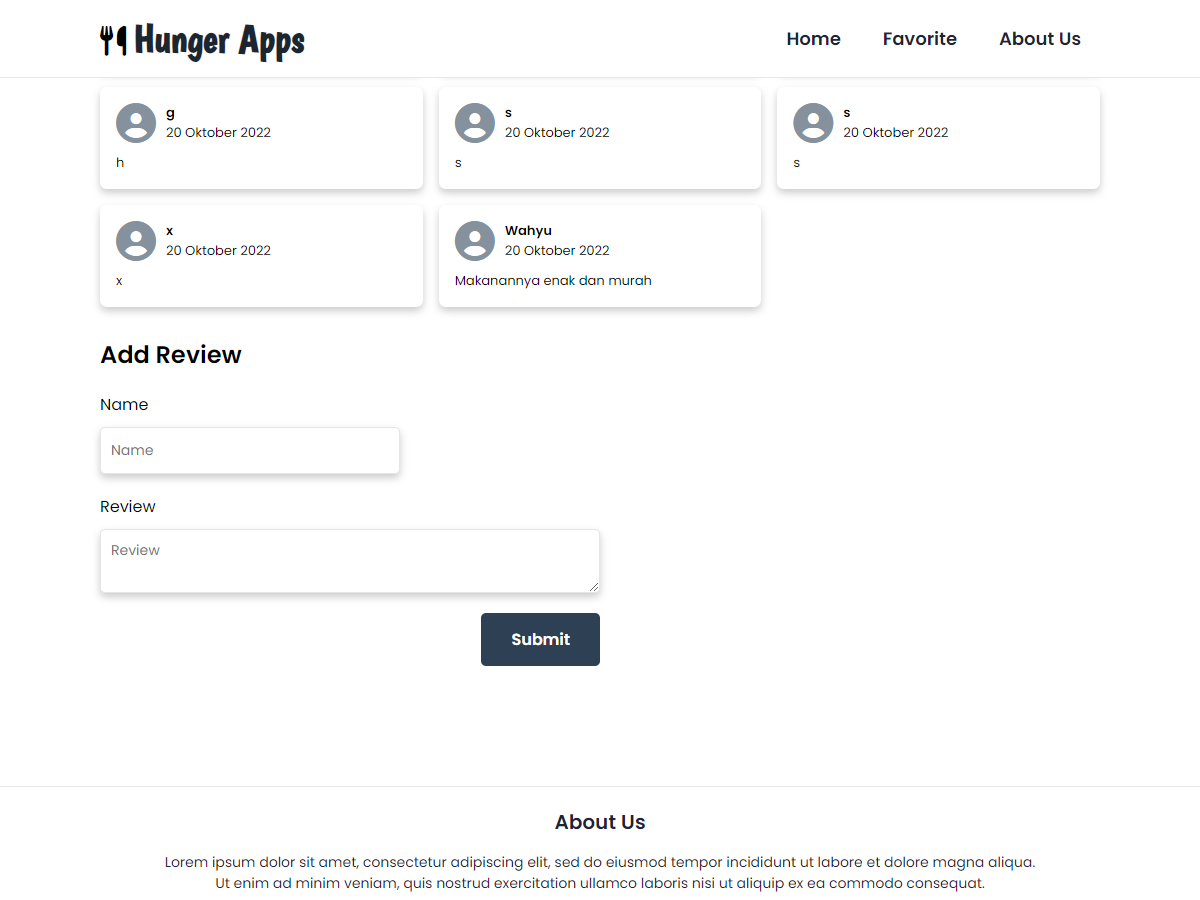 Hunger Apps
Home
Favorite
About Us
g
20 Oktober 2022
h
s
20 Oktober 2022
s
s
20 Oktober 2022
s
x
20 Oktober 2022
x
Wahyu
20 Oktober 2022
Makanannya enak dan murah
Add Review
Name
Name
Review
Review
Submit
About Us
Lorem ipsum dolor sit amet, consectetur adipiscing elit, sed do eiusmod tempor incididunt ut labore et dolore magna aliqua.
Ut enim ad minim veniam, quis nostrud exercitation ullamco laboris nisi ut aliquip ex ea commodo consequat.